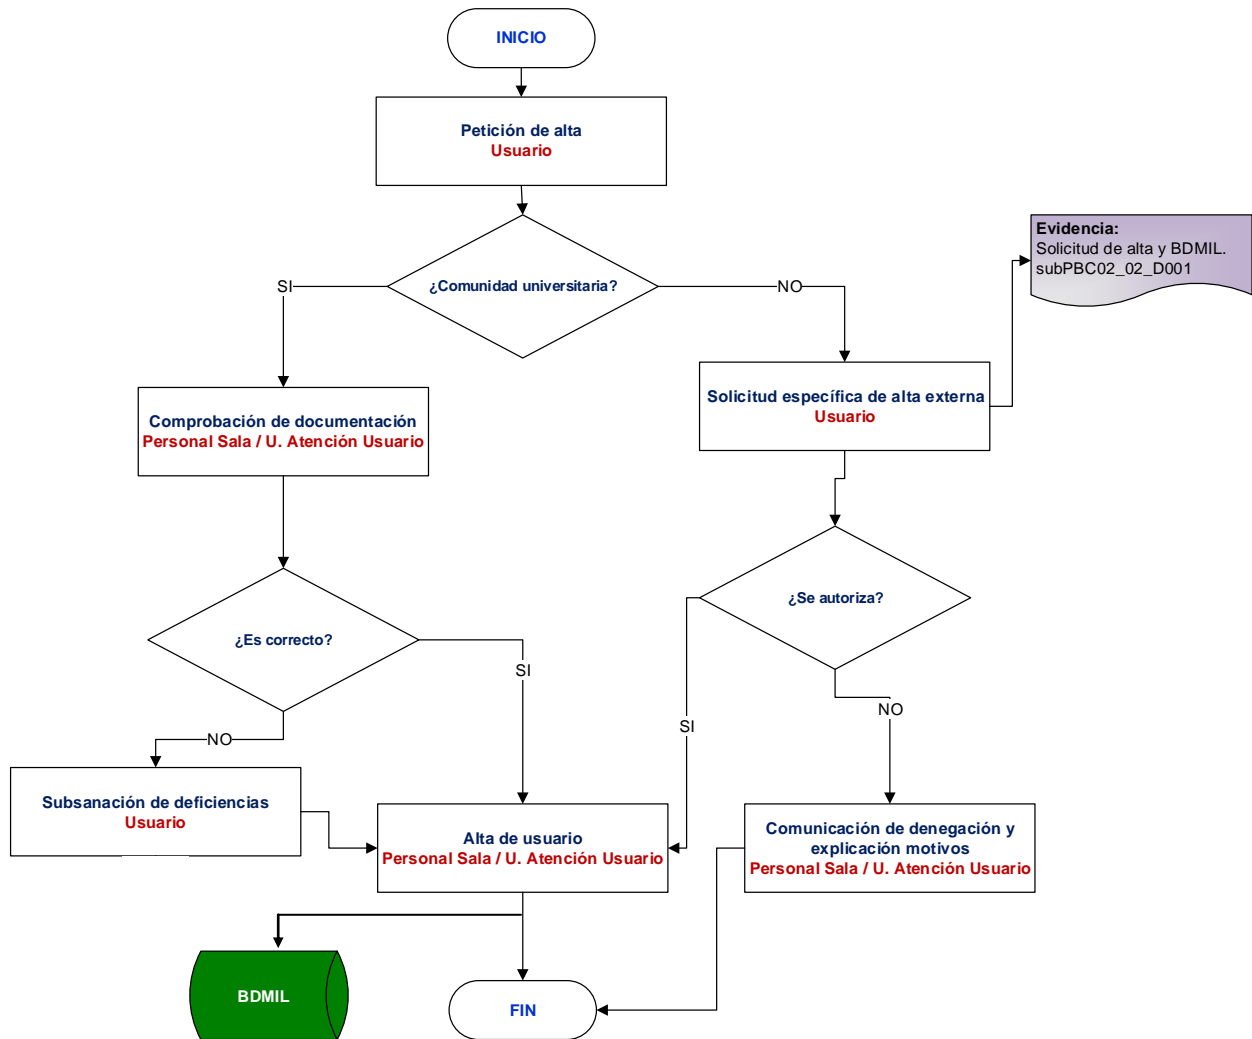 INICIO
Petición de alta
Usuario
¿Comunidad universitaria?
SI
NO
Evidencia:
Solicitud de alta y BDMIL.
subPBC02_02_D001
Comprobación de documentación
Personal Sala / U. Atención Usuario
Solicitud específica de alta externa
Usuario
¿Es correcto?
¿Se autoriza?
SI
NO
SI
NO
Subsanación de deficiencias
Usuario
Alta de usuario
Personal Sala / U. Atención Usuario
Comunicación de denegación y
explicación motivos
Personal Sala / U. Atención Usuario
BDMIL
FIN